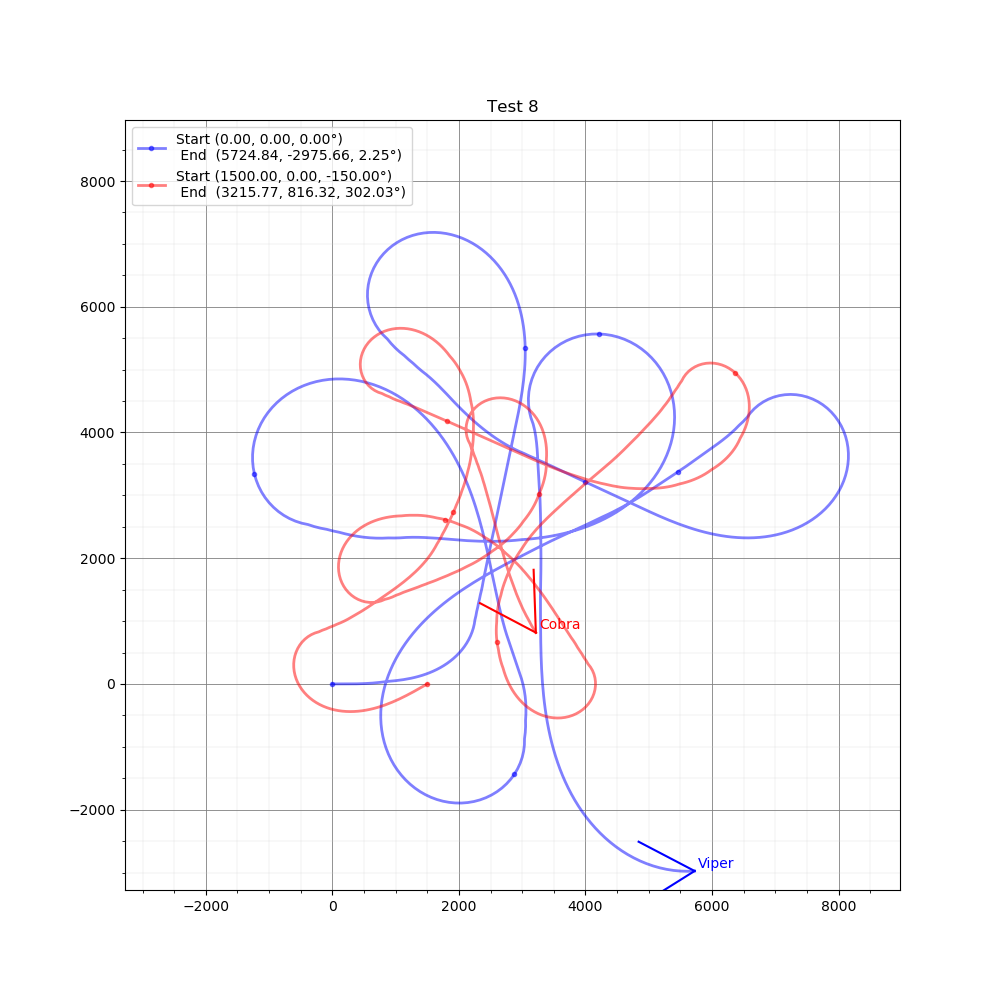 Test 8
Start (0.00, 0.00, 0.00°)
End  (5724.84, -2975.66, 2.25°)
Start (1500.00, 0.00, -150.00°)
End  (3215.77, 816.32, 302.03°)
8000
6000
4000
2000
0
−2000
Cobra
Viper
−2000 0 2000 4000 6000 8000